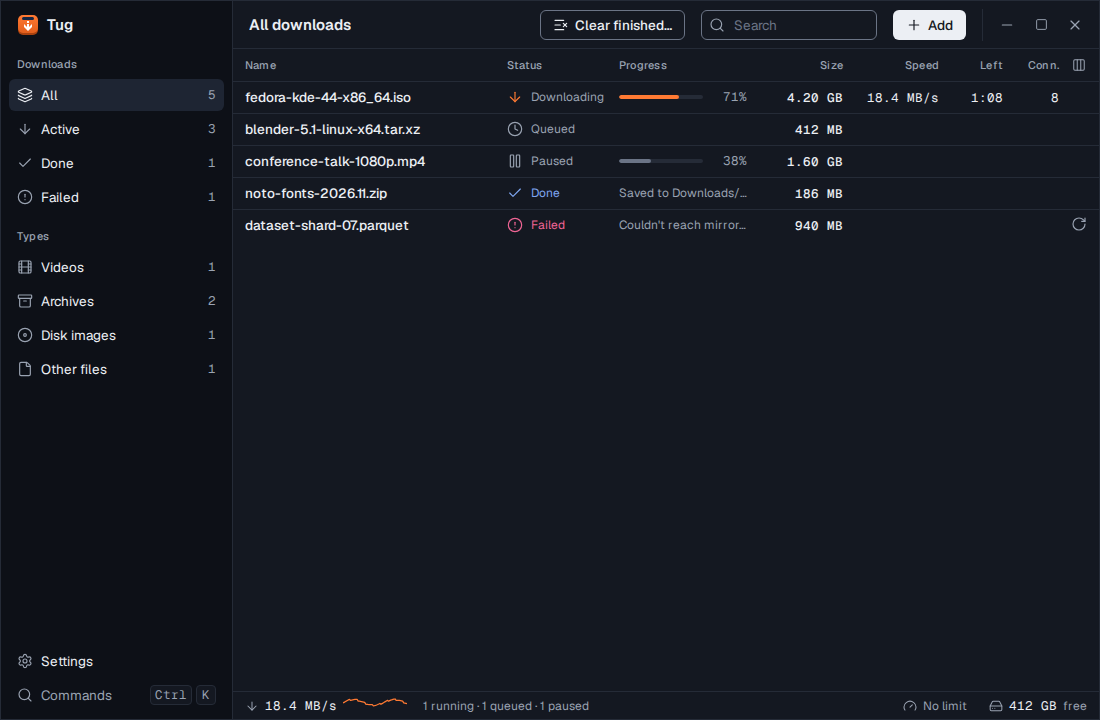 Tug
Downloads
All 5
Active 3
Done 1
Failed 1
Types
Videos 1
Archives 2
Disk images 1
Other files 1
Settings
Commands Ctrl K
All downloads Clear finished… Search Add
Name Status Progress Size Speed Left Conn.
fedora-kde-44-x86_64.iso Downloading 71% 4.20 GB 18.4 MB/s 1:08 8
blender-5.1-linux-x64.tar.xz Queued 412 MB
conference-talk-1080p.mp4 Paused 38% 1.60 GB
noto-fonts-2026.11.zip Done Saved to Downloads/… 186 MB
dataset-shard-07.parquet Failed Couldn't reach mirror… 940 MB
18.4 MB/s 1 running · 1 queued · 1 paused No limit 412 GB free